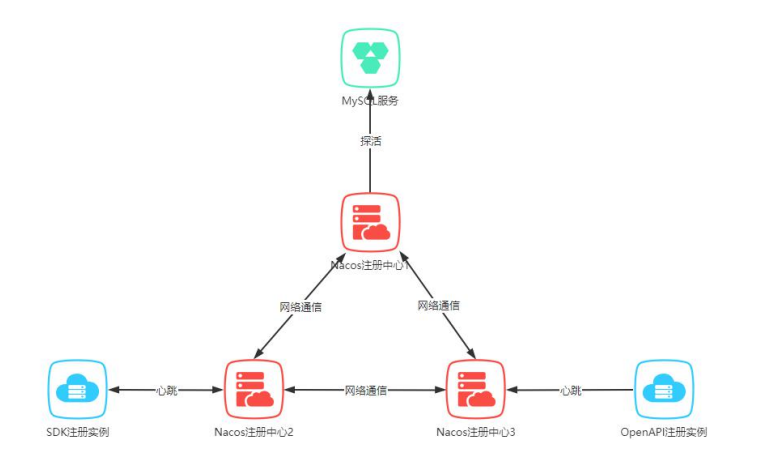 MySQL服务
探活
Nacos注册中心1
网络通信
网络通信
心跳
网络通信
心跳
SDK注册实例
Nacos注册中心2
Nacos注册中心3
OpenAPI注册实例